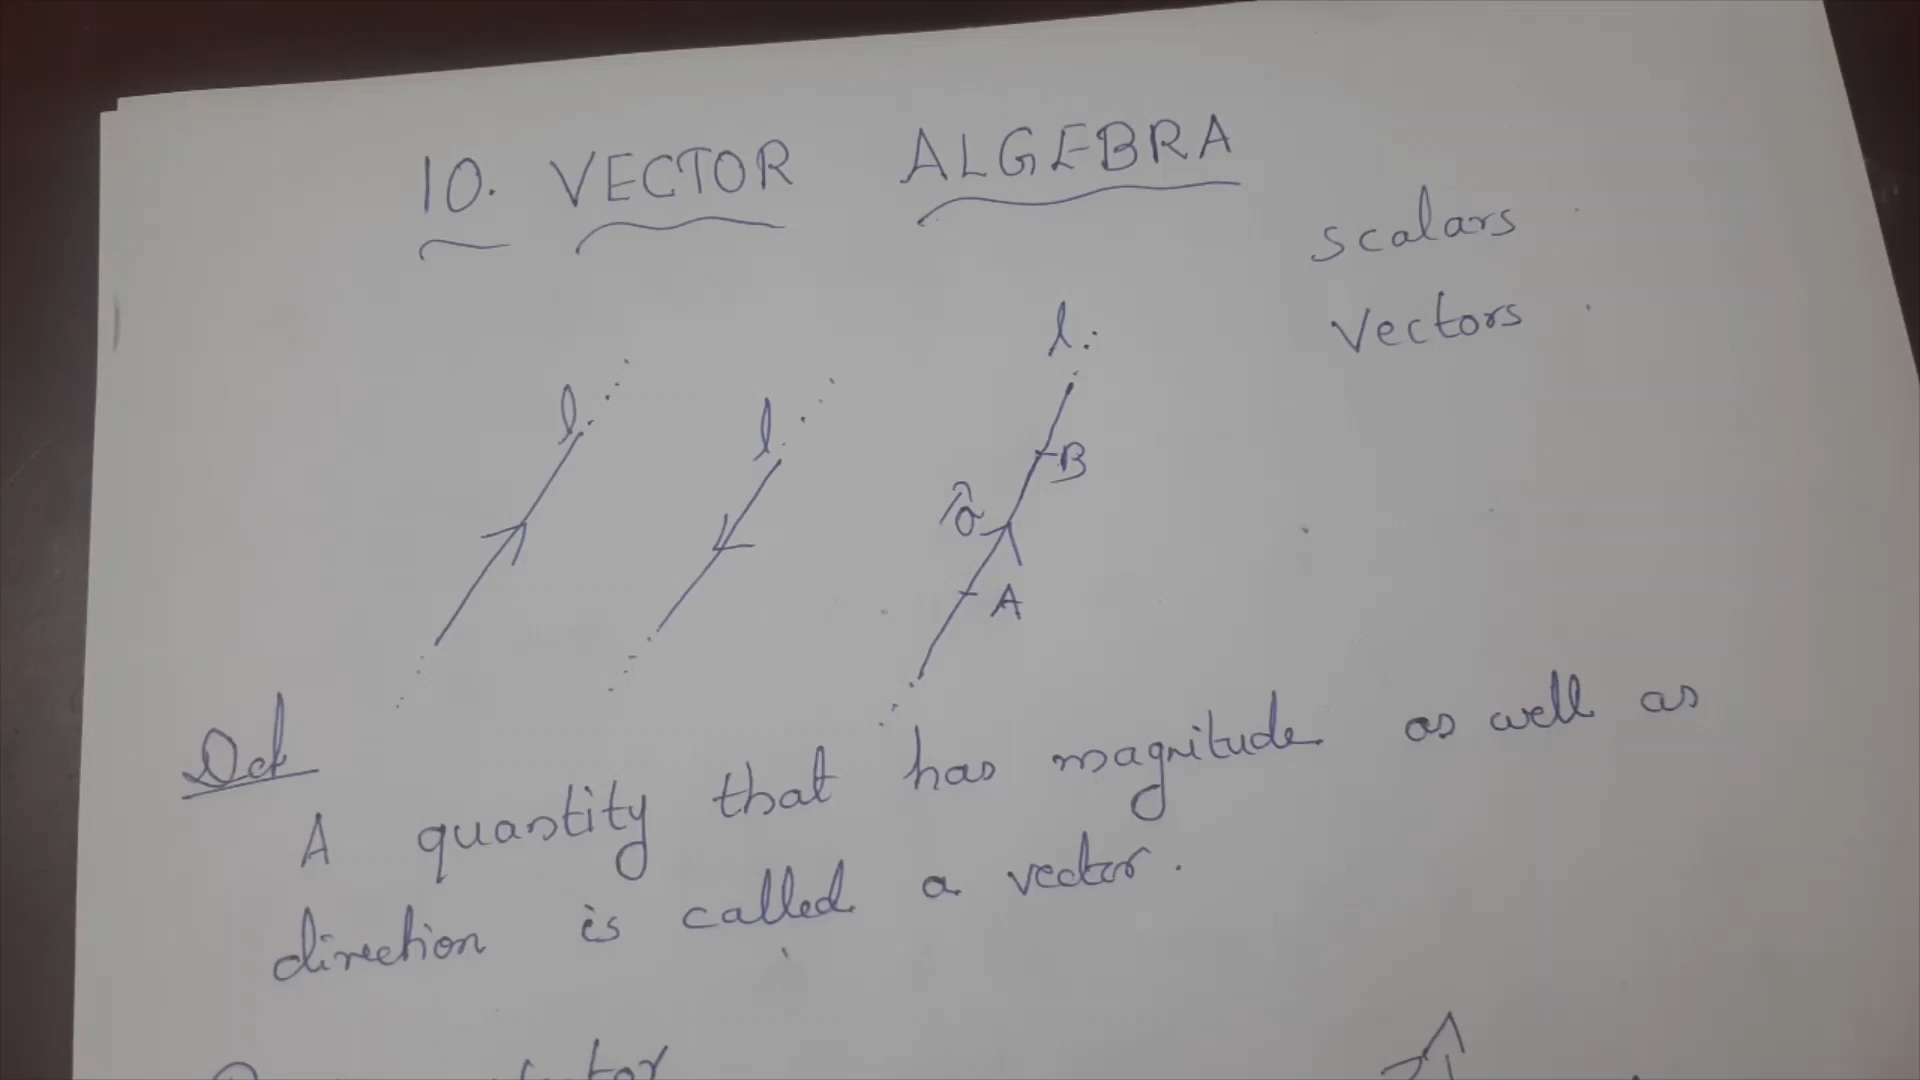 10. VECTOR ALGEBRA
scalars
Vectors
l
l
l
B
â
A
Def
A quantity that has magnitude as well as
direction is called a vector.